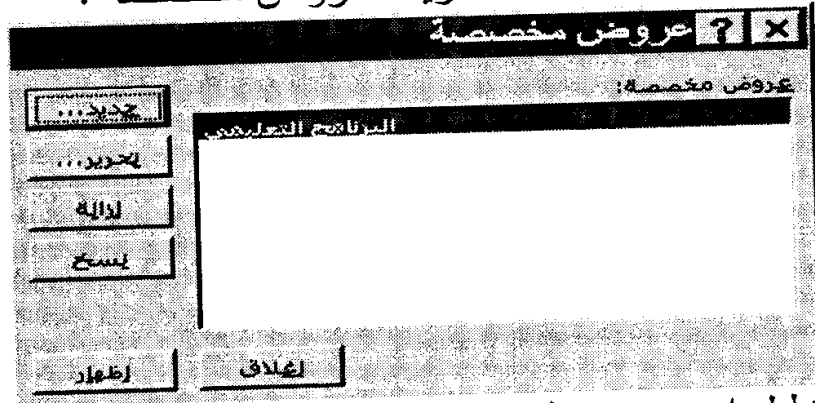 عروض مخصصة
عروض مخصصة:
البرنامج التعليمي
جديد...
تحرير...
إزالة
نسخ
إغلاق
إظهار